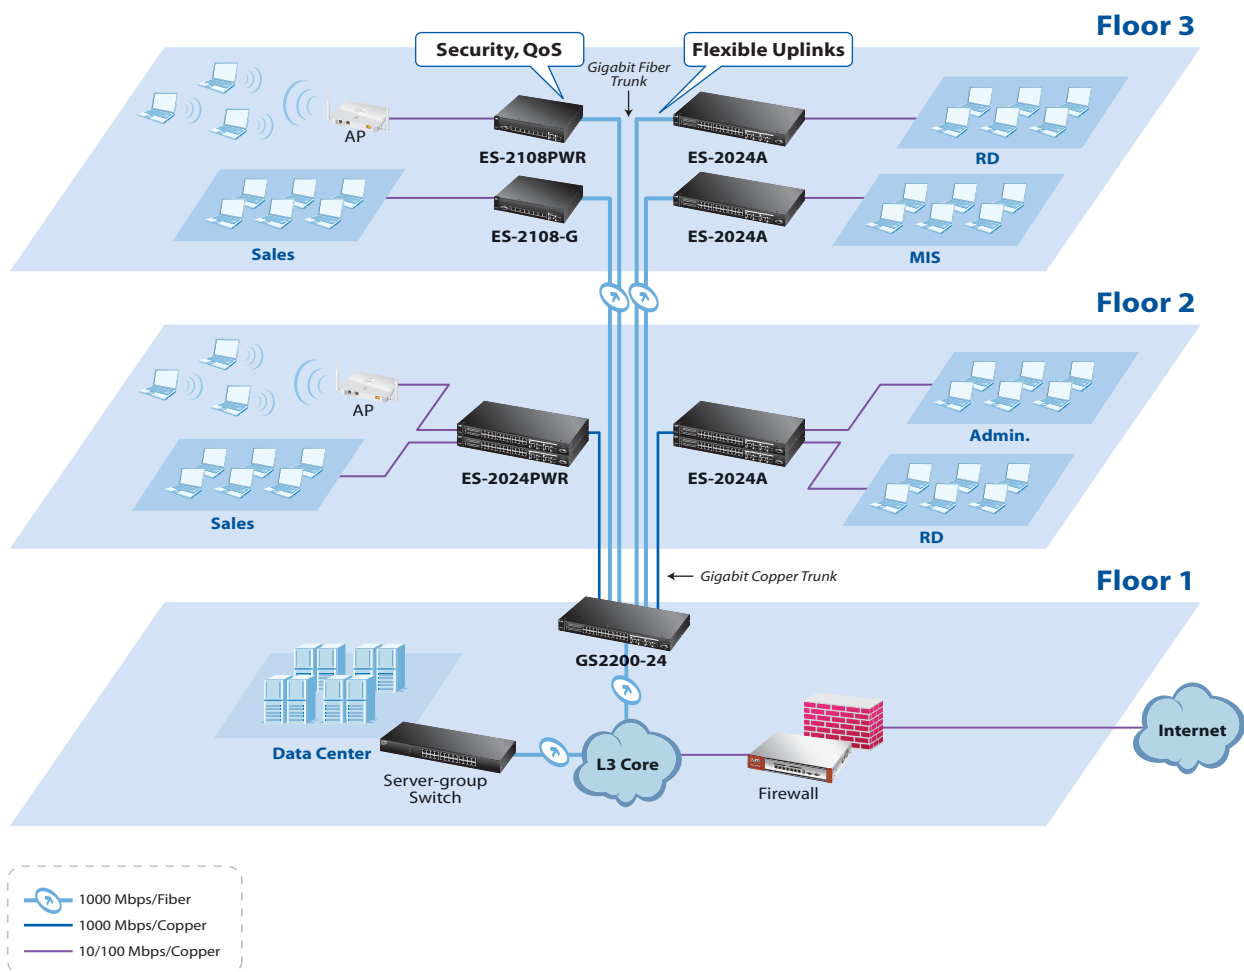 Floor 3
Security, QoS
Flexible Uplinks
Gigabit Fiber
Trunk
AP
ES-2108PWR
ES-2024A
RD
Sales
ES-2108-G
ES-2024A
MIS
Floor 2
AP
Sales
ES-2024PWR
ES-2024A
Admin.
RD
Gigabit Copper Trunk
Floor 1
GS2200-24
Data Center
Server-group
Switch
L3 Core
Firewall
Internet
1000 Mbps/Fiber
1000 Mbps/Copper
10/100 Mbps/Copper